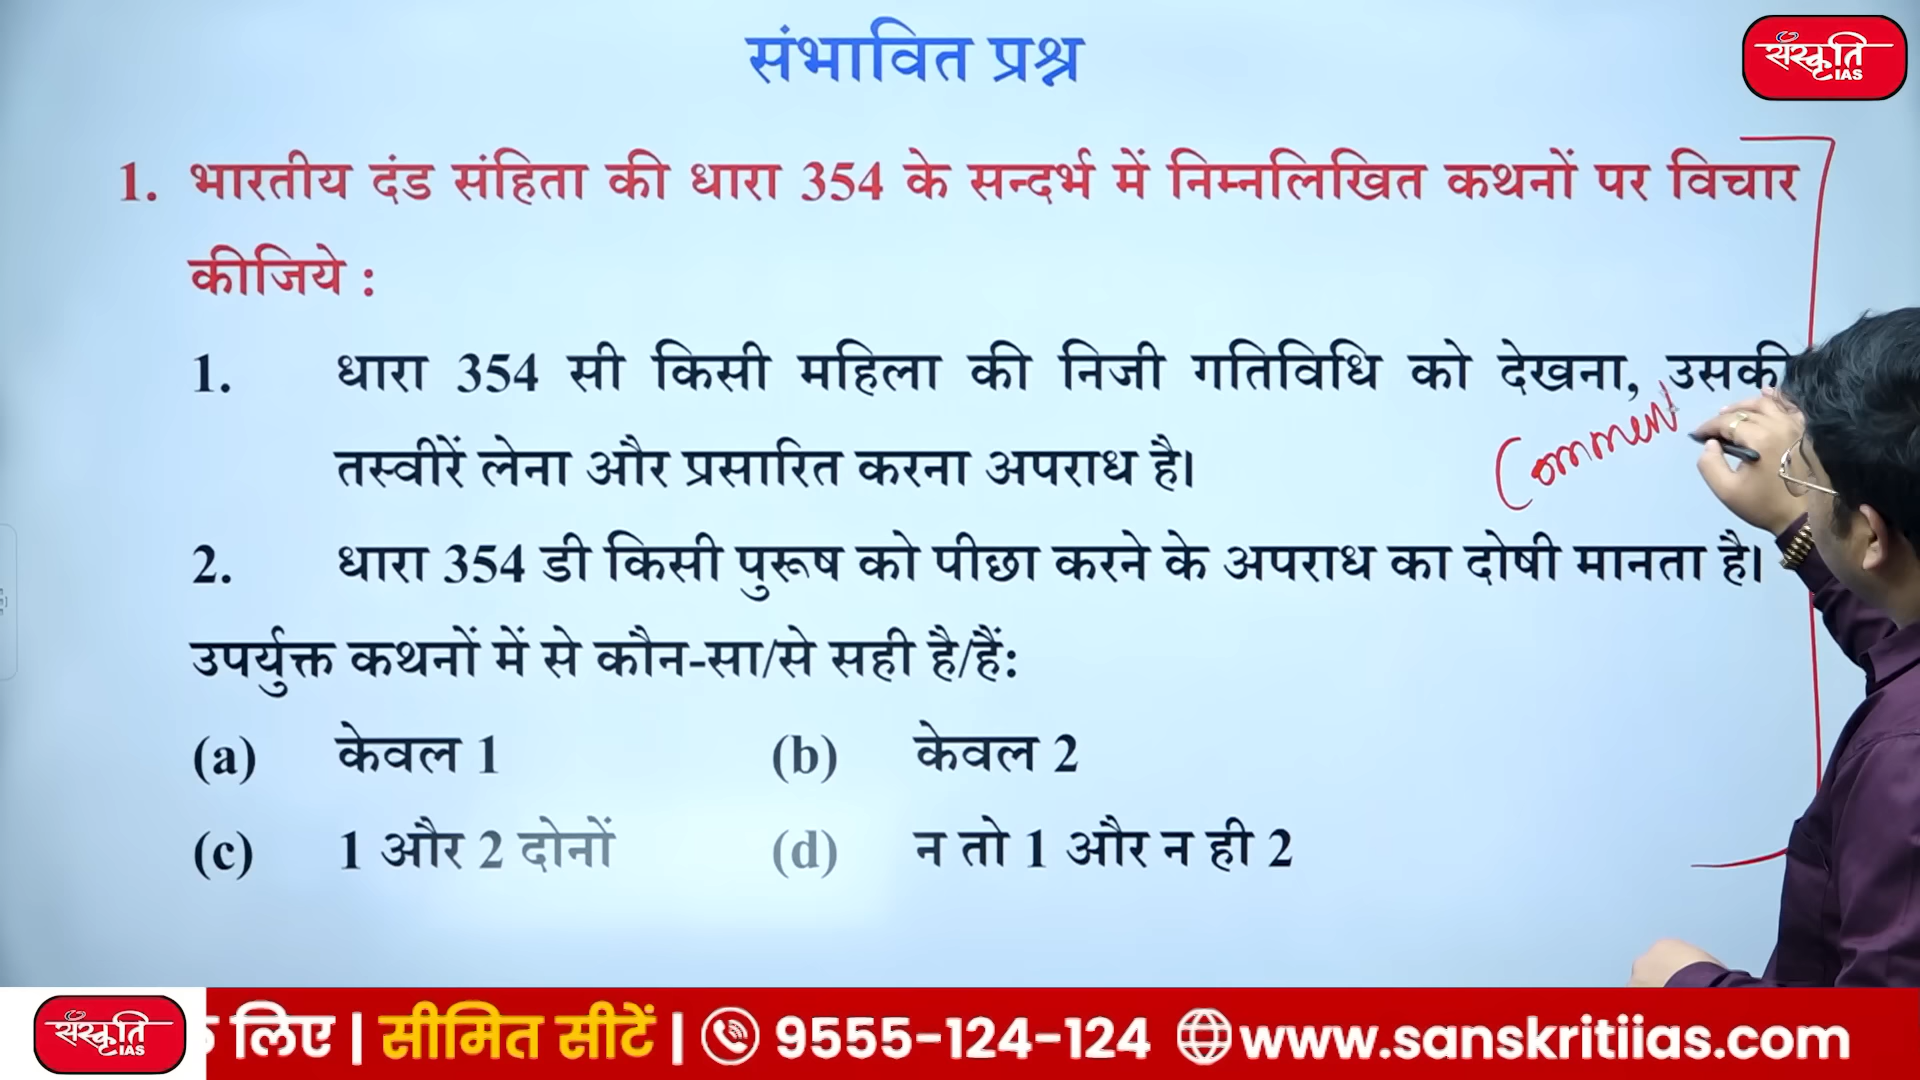 संभावित प्रश्न
संस्कृति
IAS
1. भारतीय दंड संहिता की धारा 354 के सन्दर्भ में निम्नलिखित कथनों पर विचार
कीजिये :
1. धारा 354 सी किसी महिला की निजी गतिविधि को देखना, उसकी
तस्वीरें लेना और प्रसारित करना अपराध है।
Commen
2. धारा 354 डी किसी पुरूष को पीछा करने के अपराध का दोषी मानता है।
उपर्युक्त कथनों में से कौन-सा/से सही है/हैं:
(a) केवल 1 (b) केवल 2
(c) 1 और 2 दोनों (d) न तो 1 और न ही 2
संस्कृति
IAS
लिए | सीमित सीटें | 9555-124-124 www.sanskritiias.com